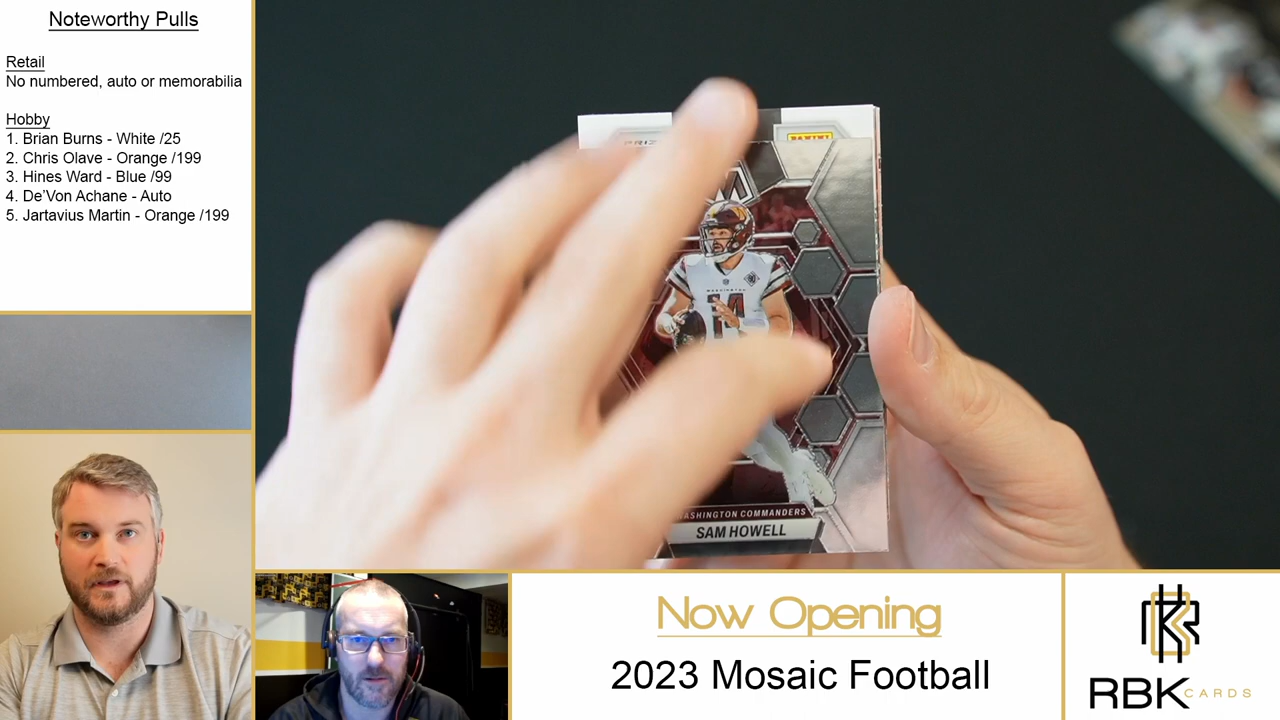 Noteworthy Pulls
Retail
No numbered, auto or memorabilia
Hobby
1. Brian Burns - White /25
2. Chris Olave - Orange /199
3. Hines Ward - Blue /99
4. De'Von Achane - Auto
5. Jartavius Martin - Orange /199
PANINI
14
WASHINGTON COMMANDERS
SAM HOWELL
Now Opening
2023 Mosaic Football
RBK CARDS